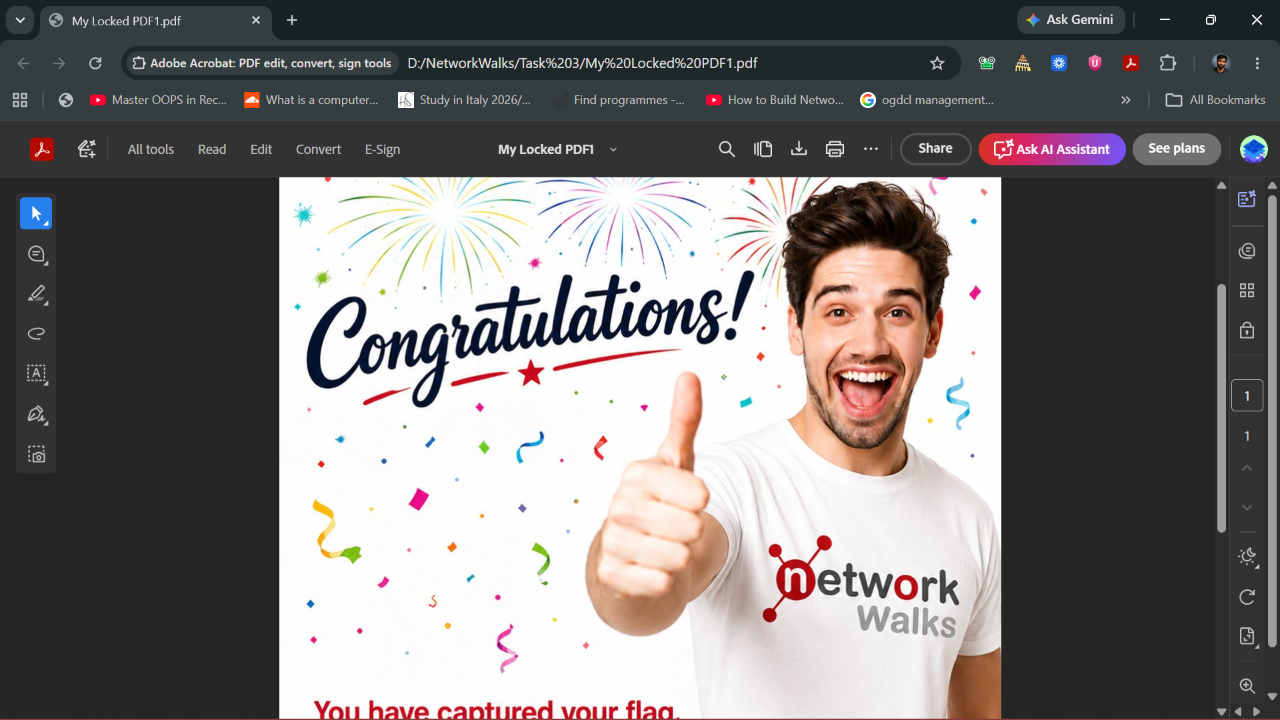 My Locked PDF1.pdf
Ask Gemini
Adobe Acrobat: PDF edit, convert, sign tools
D:/NetworkWalks/Task%203/My%20Locked%20PDF1.pdf
Master OOPS in Rec...
What is a computer...
Study in Italy 2026/...
Find programmes -...
How to Build Netwo...
ogdcl management...
All Bookmarks
All tools
Read
Edit
Convert
E-Sign
My Locked PDF1
Share
Ask AI Assistant
See plans
Congratulations!
network
Walks
You have captured your flag.
1
1